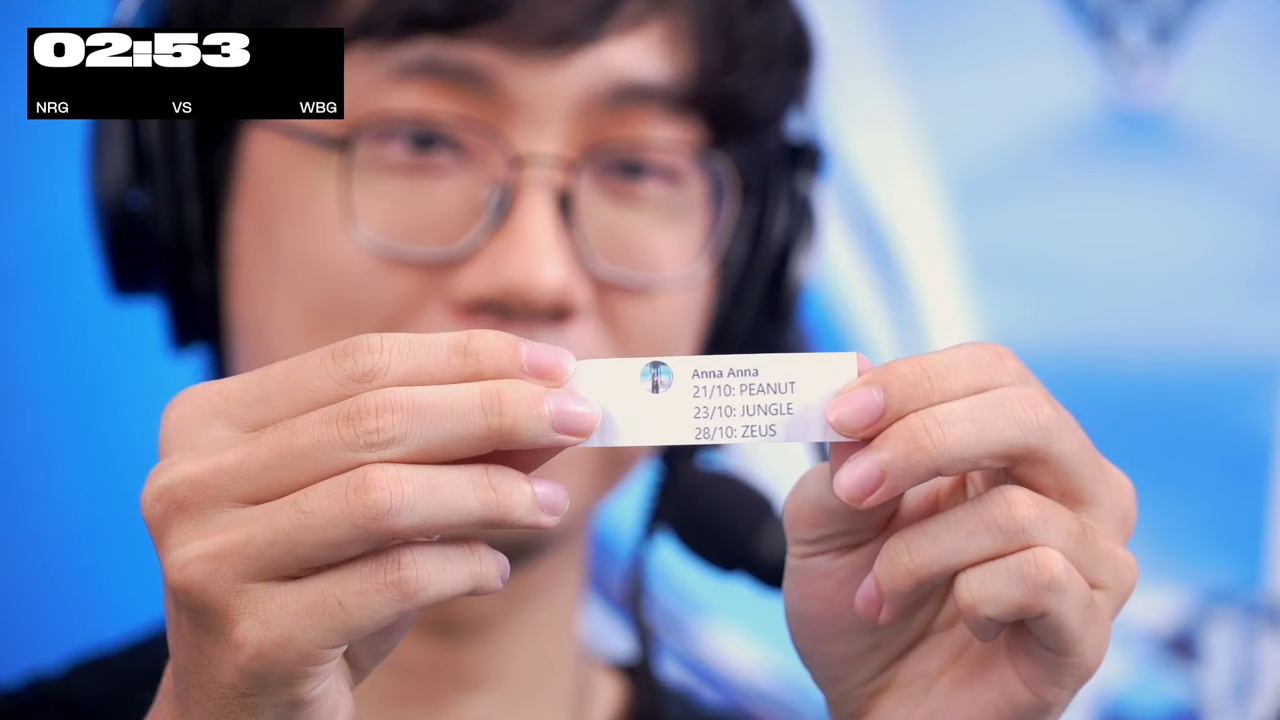 02:53
NRG VS WBG
Anna Anna
21/10: PEANUT
23/10: JUNGLE
28/10: ZEUS